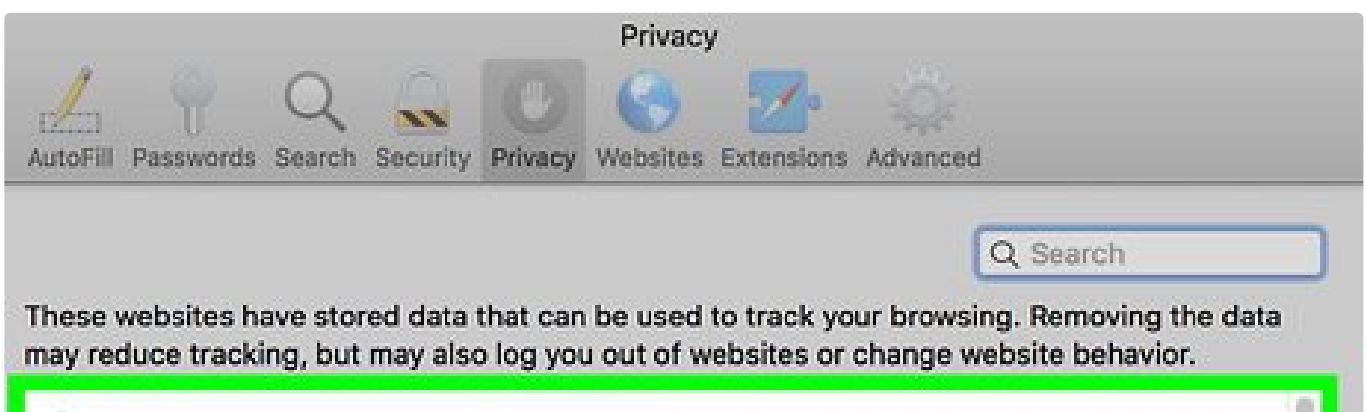 Privacy
AutoFill Passwords Search Security Privacy Websites Extensions Advanced
Search
These websites have stored data that can be used to track your browsing. Removing the data
may reduce tracking, but may also log you out of websites or change website behavior.